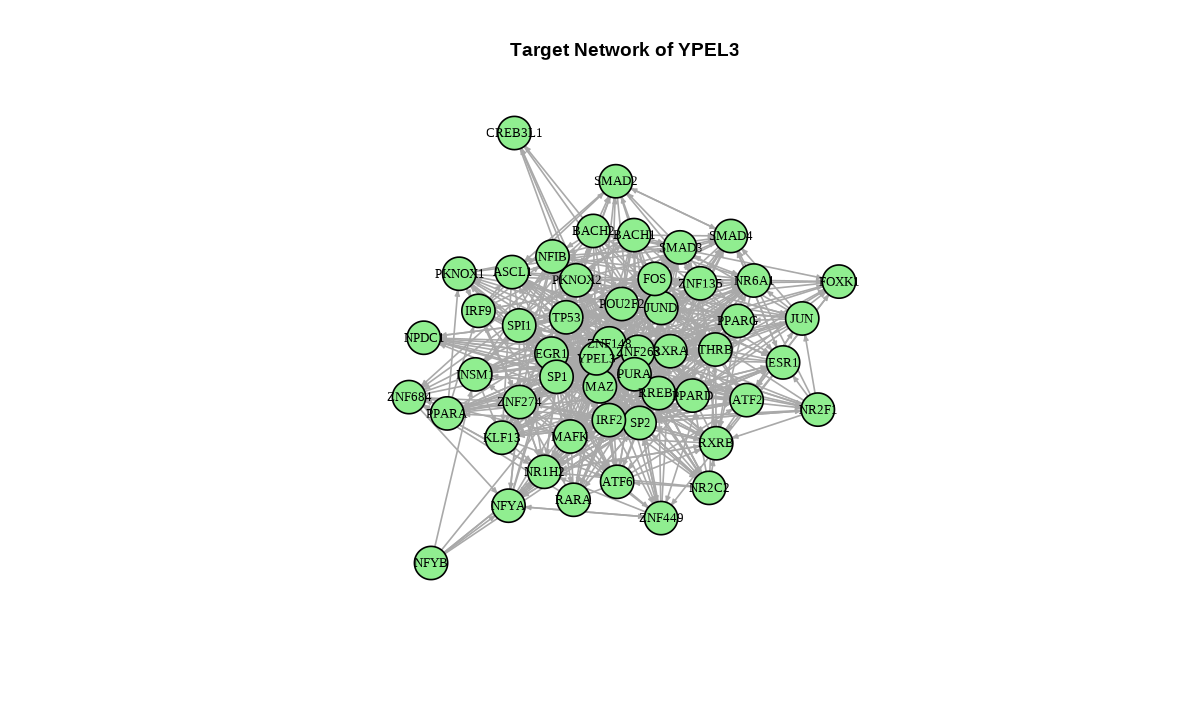 Target Network of YPEL3
CREB3L1
SMAD2
BACH2
BACH1
SMAD4
SMAD3
NFIB
PKNOX1
ASCL1
PKNOX2
FOS
ZNF135
NR6A1
FOXK1
IRF9
SPI1
TP53
POU2F2
JUND
PPARG
JUN
NPDC1
EGR1
ZNF148
YPEL3
ZNF263
RXRA
THRB
ESR1
NSM
SP1
PURA
MAZ
ZNF684
PPARA
ZNF274
RREB1
PPARD
ATF2
NR2F1
KLF13
MAFK
IRF2
SP2
RXRB
NR1H2
ATF6
NR2C2
NFYA
RARA
ZNF449
NFYB